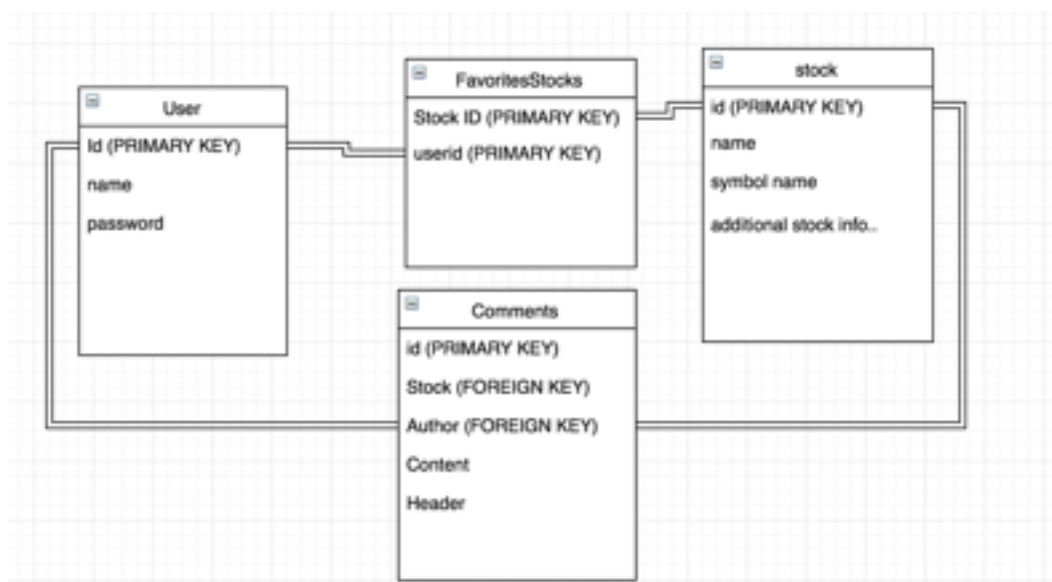 User
Id (PRIMARY KEY)
name
password
FavoritesStocks
Stock ID (PRIMARY KEY)
userid (PRIMARY KEY)
stock
id (PRIMARY KEY)
name
symbol name
additional stock info..
Comments
id (PRIMARY KEY)
Stock (FOREIGN KEY)
Author (FOREIGN KEY)
Content
Header